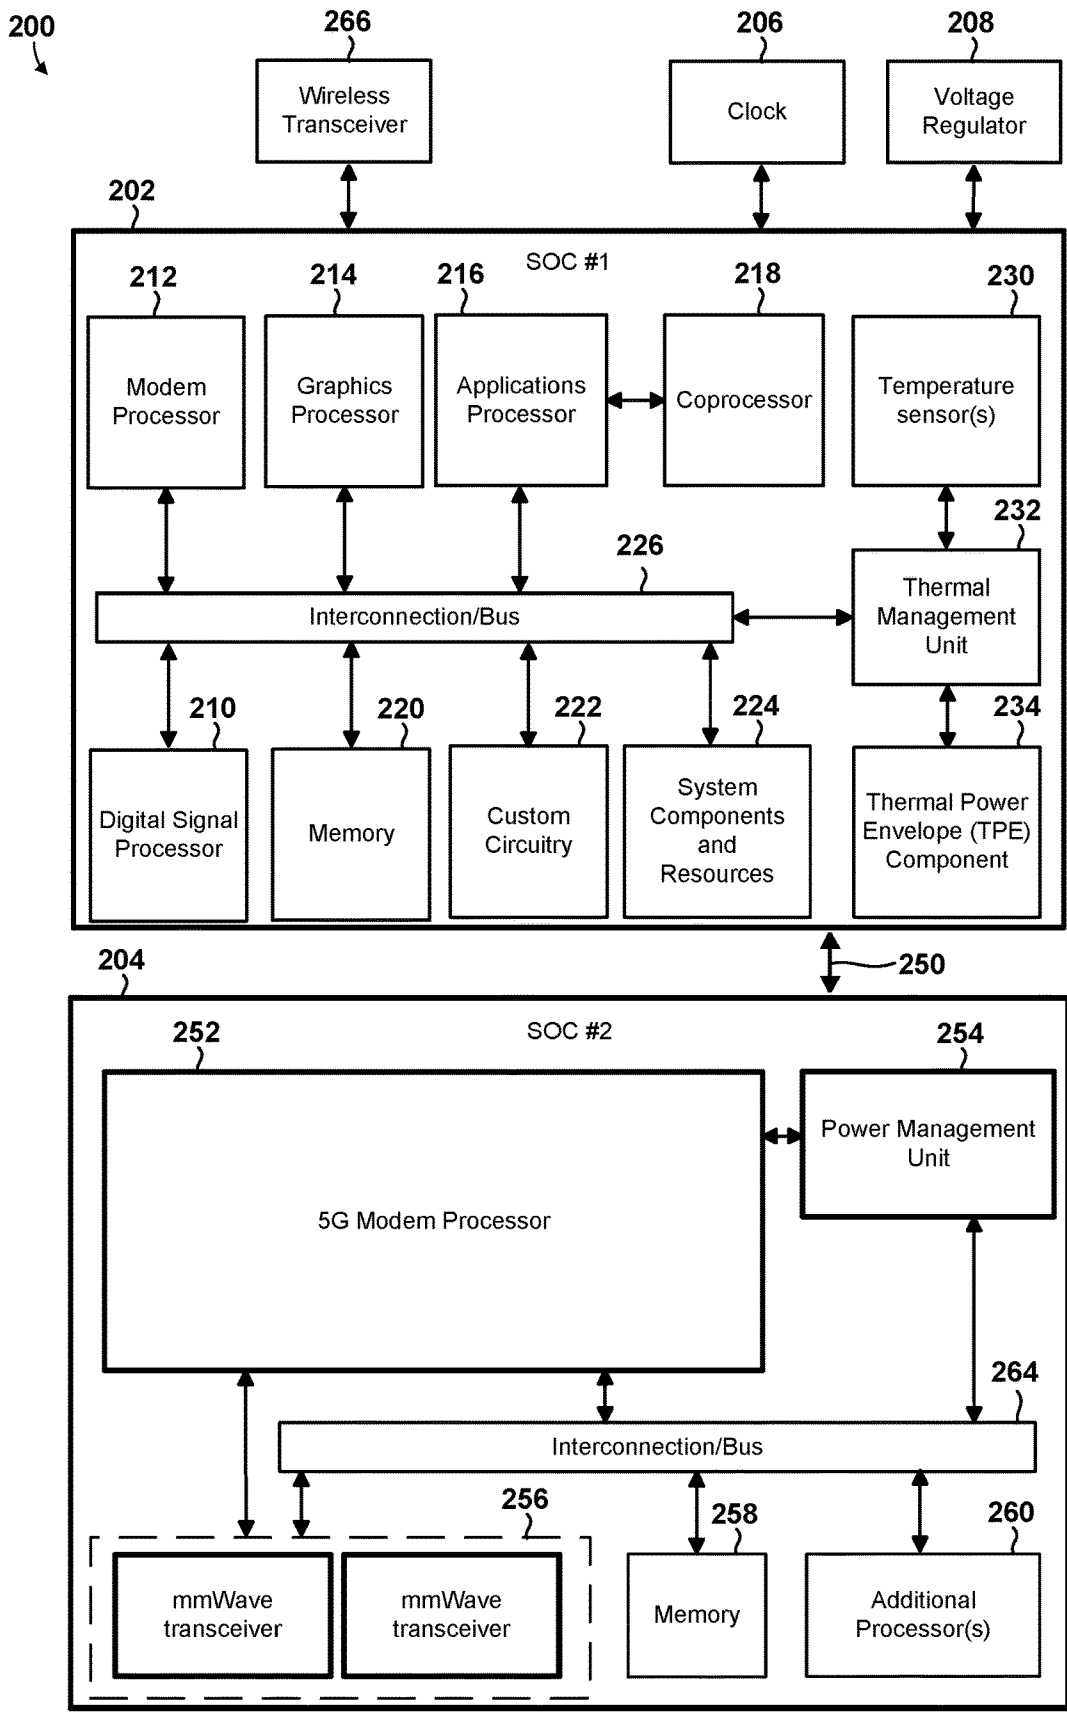 200
266
206
208
Wireless
Transceiver
Clock
Voltage
Regulator
202
SOC #1
212
214
216
218
230
Modem
Processor
Graphics
Processor
Applications
Processor
Coprocessor
Temperature
sensor(s)
232
226
Interconnection/Bus
Thermal
Management
Unit
210
220
222
224
234
Digital Signal
Processor
Memory
Custom
Circuitry
System
Components
and
Resources
Thermal Power
Envelope (TPE)
Component
250
204
SOC #2
252
254
5G Modem Processor
Power Management
Unit
264
Interconnection/Bus
256
258
260
mmWave
transceiver
mmWave
transceiver
Memory
Additional
Processor(s)